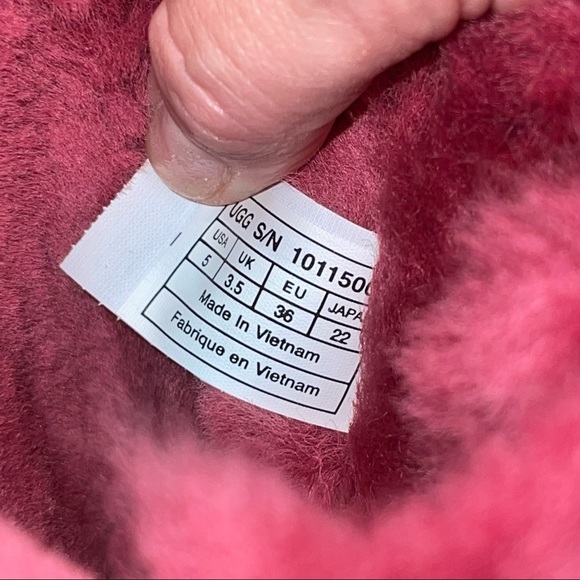 UGG S/N 101150
USA UK EU JAPA
5 3.5 36 22
Made In Vietnam
Fabrique en Vietnam